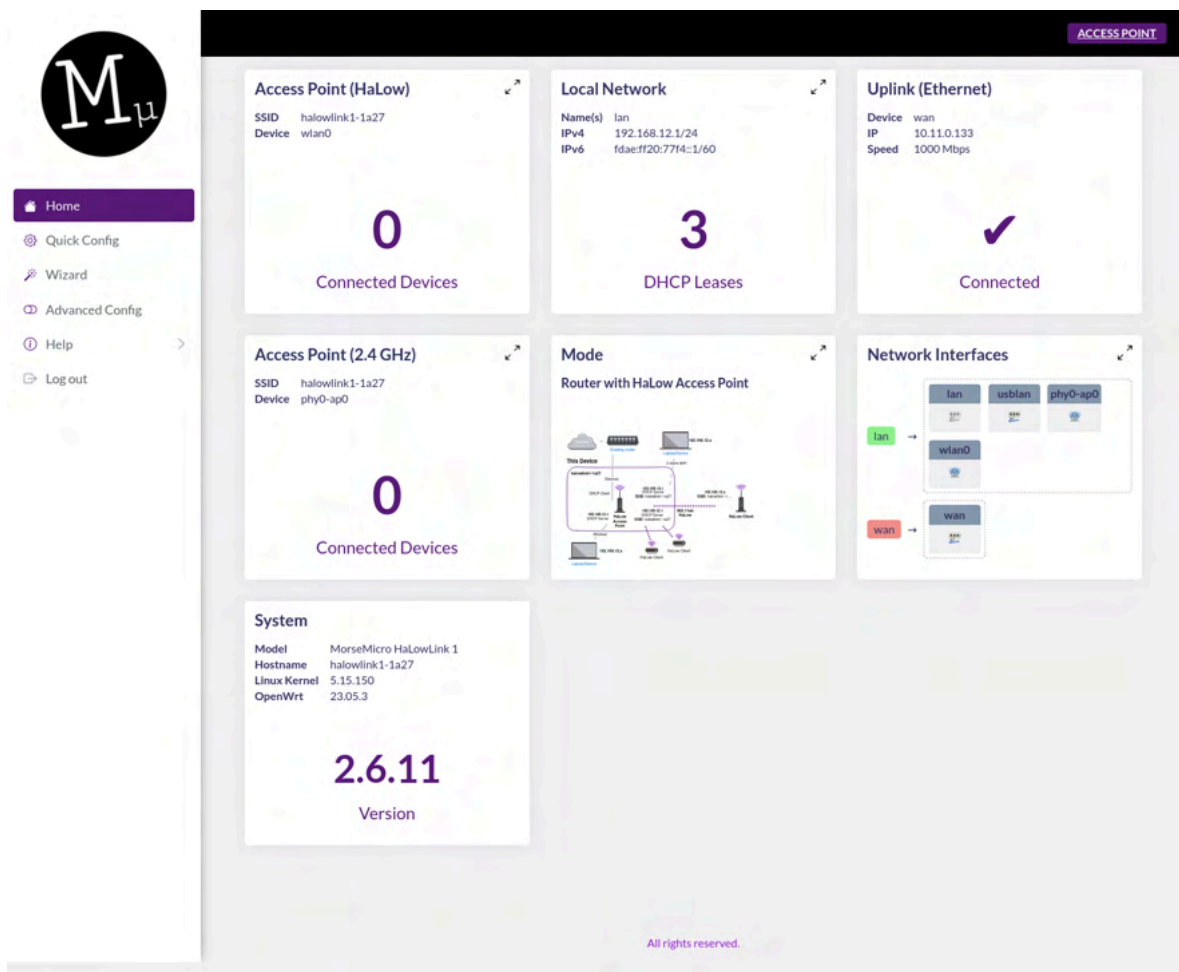 Mμ
ACCESS POINT
Home
Quick Config
Wizard
Advanced Config
Help
Log out
Access Point (HaLow)
SSID halowlink1-1a27
Device wlan0
0
Connected Devices
Local Network
Name(s) lan
IPv4 192.168.12.1/24
IPv6 fdae:ff20:77f4::1/60
3
DHCP Leases
Uplink (Ethernet)
Device wan
IP 10.11.0.133
Speed 1000 Mbps
Connected
Access Point (2.4 GHz)
SSID halowlink1-1a27
Device phy0-ap0
0
Connected Devices
Mode
Router with HaLow Access Point
This Device
Network Interfaces
lan
lan
usblan
phy0-ap0
wlan0
wan
wan
System
Model MorseMicro HaLowLink 1
Hostname halowlink1-1a27
Linux Kernel 5.15.150
OpenWrt 23.05.3
2.6.11
Version
All rights reserved.